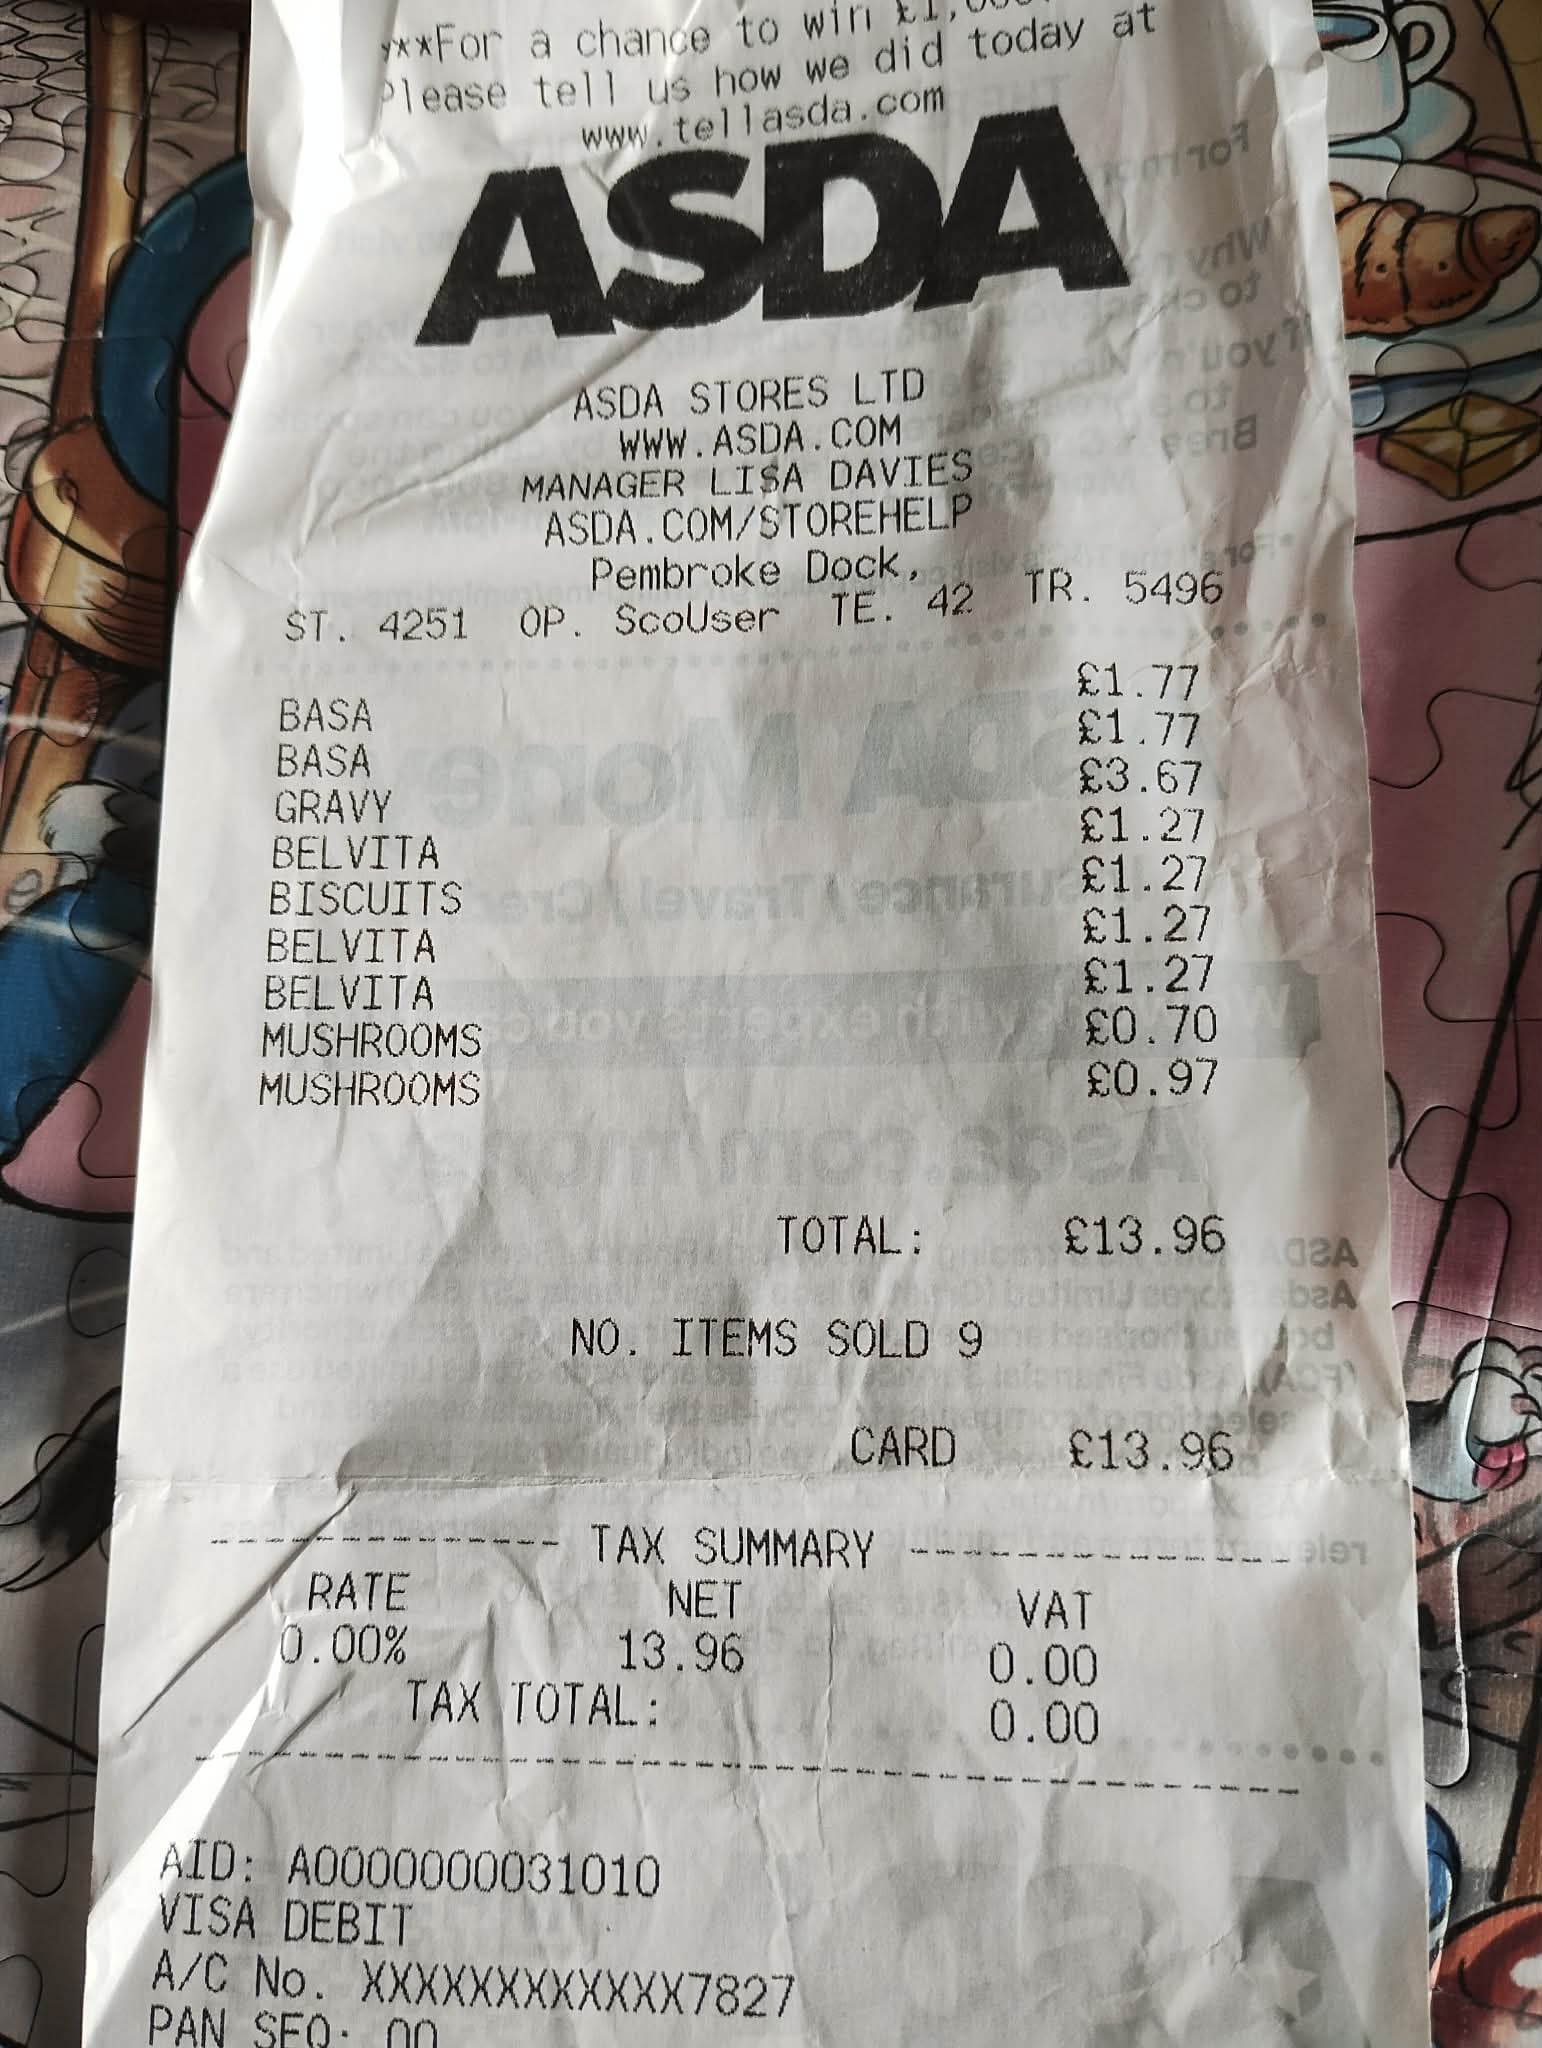 ***For a chance to win £1,000
Please tell us how we did today at
www.tellasda.com
ASDA
ASDA STORES LTD
WWW.ASDA.COM
MANAGER LISA DAVIES
ASDA.COM/STOREHELP
Pembroke Dock,
ST. 4251 OP. ScoUser TE. 42 TR. 5496
BASA £1.77
BASA £1.77
GRAVY £3.67
BELVITA £1.27
BISCUITS £1.27
BELVITA £1.27
BELVITA £1.27
MUSHROOMS £0.70
MUSHROOMS £0.97
TOTAL: £13.96
NO. ITEMS SOLD 9
CARD £13.96
---------- TAX SUMMARY ----------
RATE NET VAT
0.00% 13.96 0.00
TAX TOTAL: 0.00
AID: A0000000031010
VISA DEBIT
A/C No. XXXXXXXXXXXX7827
PAN SEQ: 00